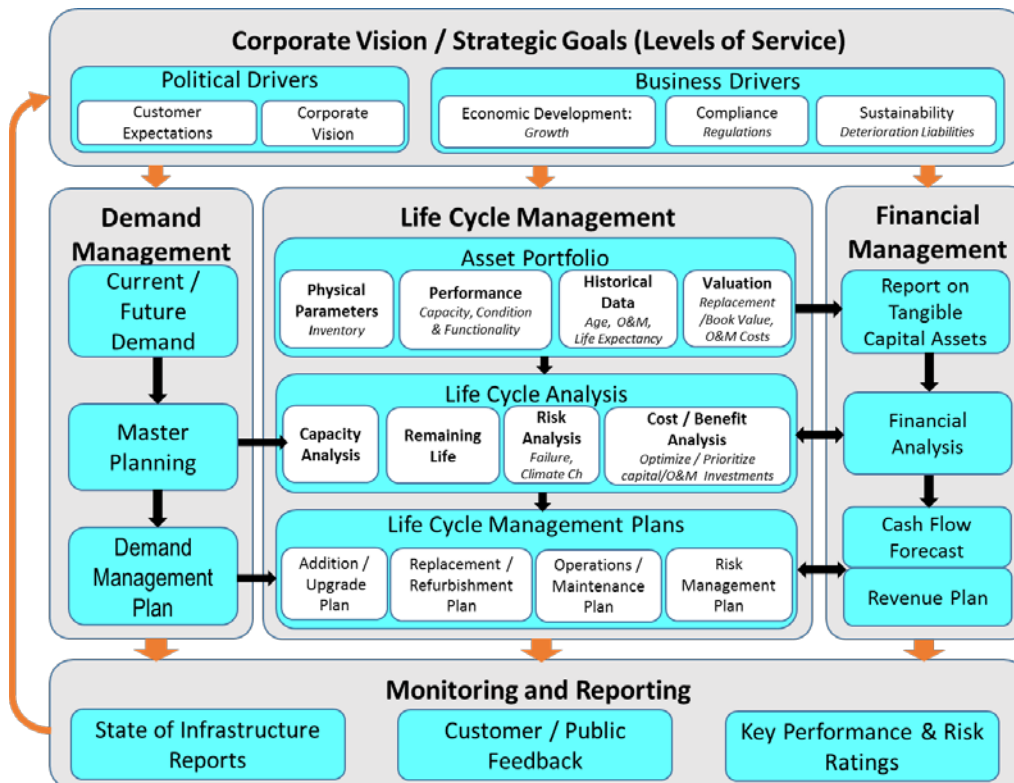 Corporate Vision / Strategic Goals (Levels of Service)
Political Drivers
Customer
Expectations
Corporate
Vision
Business Drivers
Economic Development:
Growth
Compliance
Regulations
Sustainability
Deterioration Liabilities
Demand
Management
Current /
Future
Demand
Master
Planning
Demand
Management
Plan
Life Cycle Management
Asset Portfolio
Physical
Parameters
Inventory
Performance
Capacity, Condition
& Functionality
Historical
Data
Age, O&M,
Life Expectancy
Valuation
Replacement
/Book Value,
O&M Costs
Life Cycle Analysis
Capacity
Analysis
Remaining
Life
Risk
Analysis
Failure,
Climate Ch
Cost / Benefit
Analysis
Optimize / Prioritize
capital/O&M Investments
Life Cycle Management Plans
Addition /
Upgrade
Plan
Replacement /
Refurbishment
Plan
Operations /
Maintenance
Plan
Risk
Management
Plan
Financial
Management
Report on
Tangible
Capital Assets
Financial
Analysis
Cash Flow
Forecast
Revenue Plan
Monitoring and Reporting
State of Infrastructure
Reports
Customer / Public
Feedback
Key Performance & Risk
Ratings